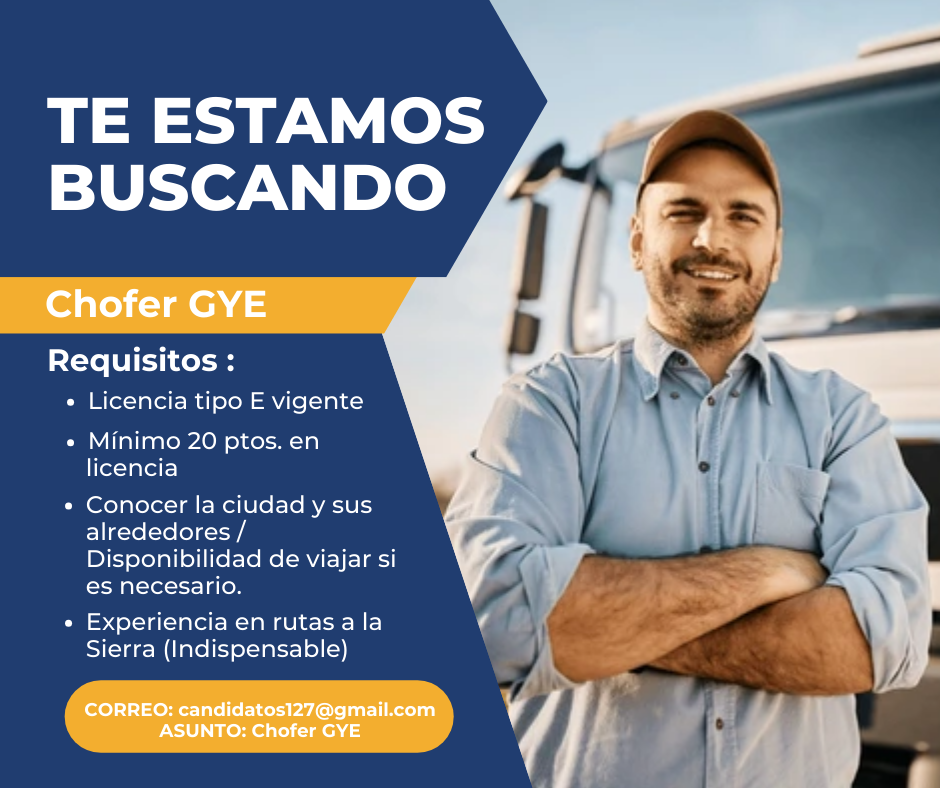 TE ESTAMOS
BUSCANDO
Chofer GYE
Requisitos :
• Licencia tipo E vigente
• Mínimo 20 ptos. en
licencia
• Conocer la ciudad y sus
alrededores /
Disponibilidad de viajar si
es necesario.
• Experiencia en rutas a la
Sierra (Indispensable)
CORREO: candidatos127@gmail.com
ASUNTO: Chofer GYE